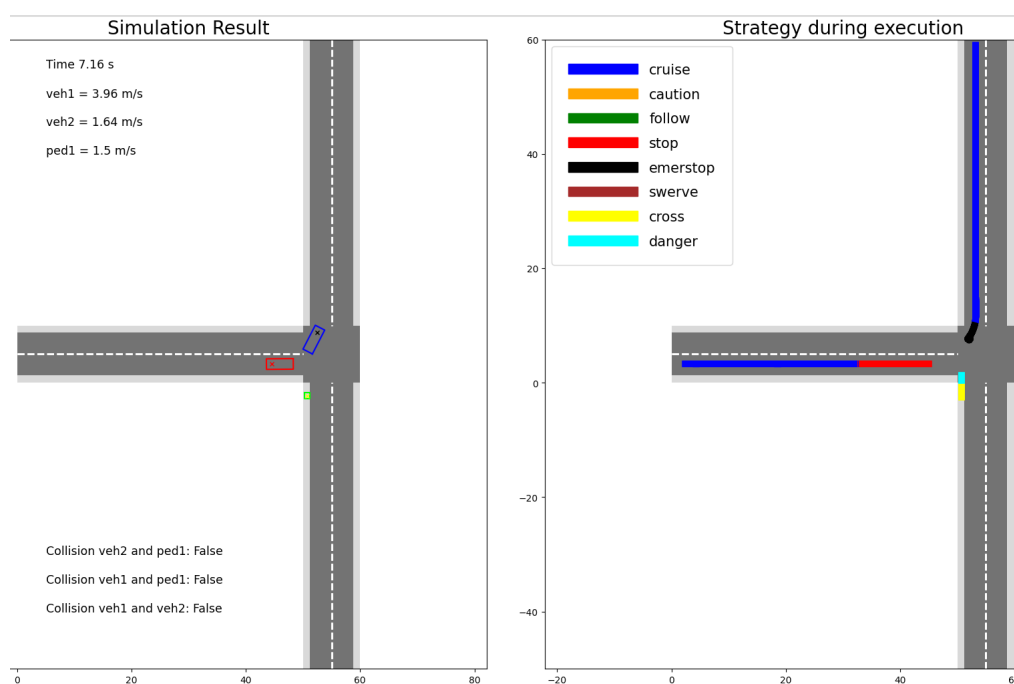 Simulation Result
Time 7.16 s
veh1 = 3.96 m/s
veh2 = 1.64 m/s
ped1 = 1.5 m/s
Collision veh2 and ped1: False
Collision veh1 and ped1: False
Collision veh1 and veh2: False
0 20 40 60 80
Strategy during execution
cruise
caution
follow
stop
emerstop
swerve
cross
danger
60
40
20
0
−20
−40
−20 0 20 40